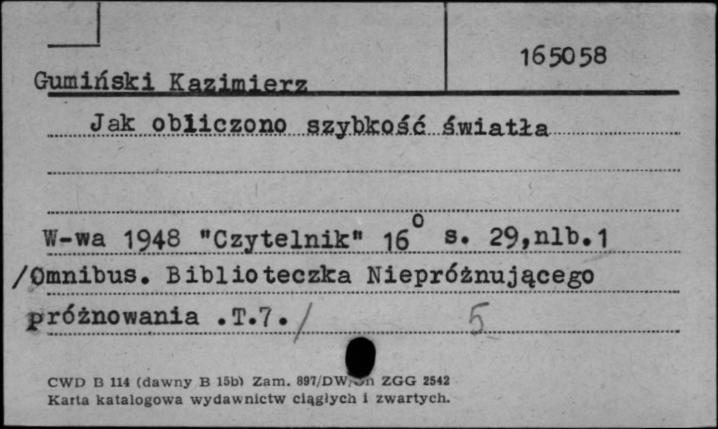 165058
Gumiński Kazimierz
Jak obliczono szybkość światła
W-wa 1948 "Czytelnik" 16° s. 29,nlb.1
/Omnibus. Biblioteczka Niepróżnującego
próżnowania .T.7./ 5
CWD B 114 (dawny B 15b) Zam. 897/DW/ ZGG 2542
Karta katalogowa wydawnictw ciągłych i zwartych.